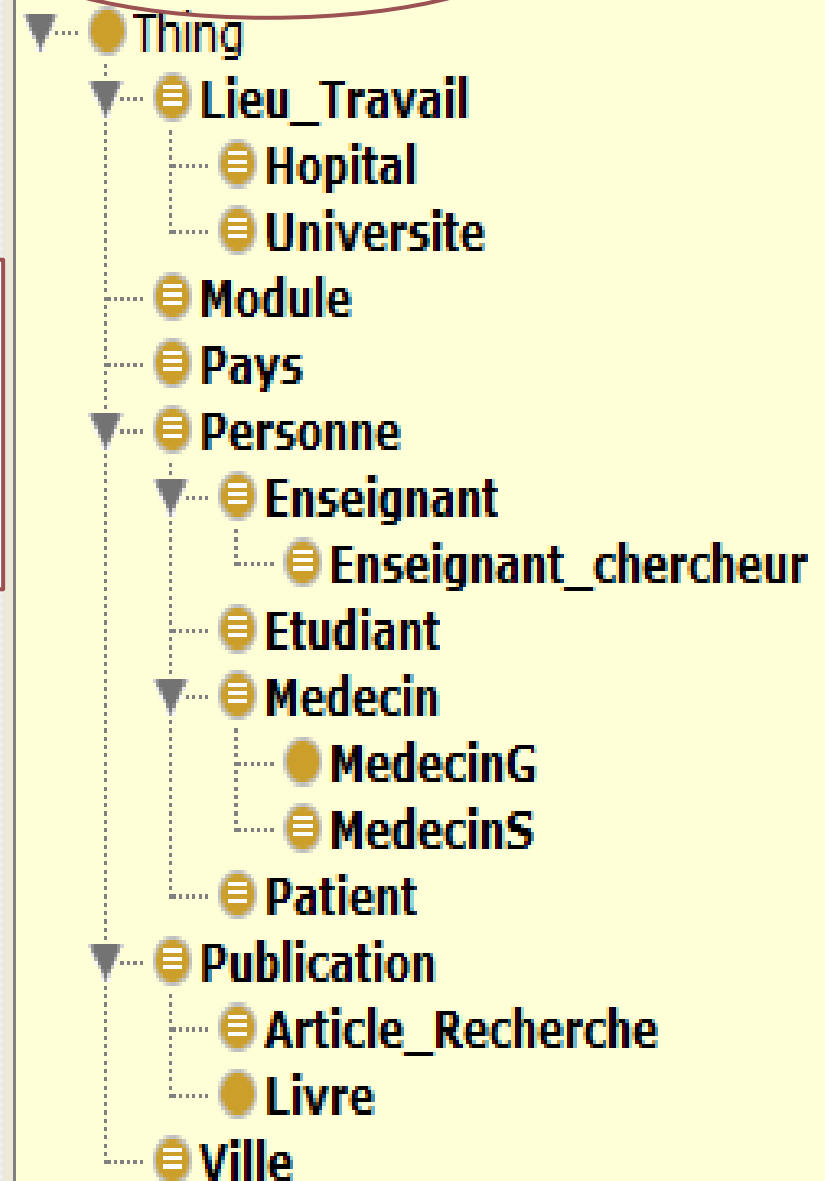 Thing
Lieu_Travail
Hopital
Universite
Module
Pays
Personne
Enseignant
Enseignant_chercheur
Etudiant
Medecin
MedecinG
MedecinS
Patient
Publication
Article_Recherche
Livre
Ville